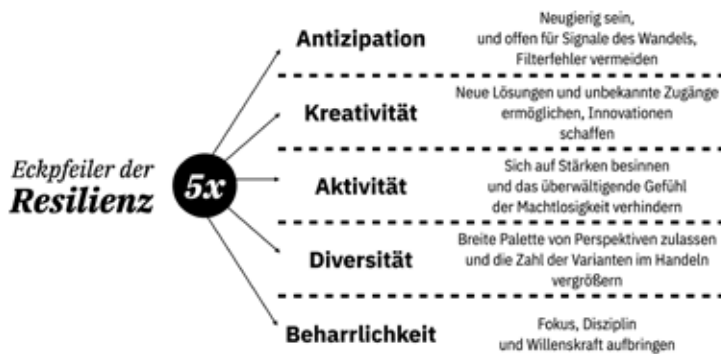 Eckpfeiler der
Resilienz
5x
Antizipation
Neugierig sein,
und offen für Signale des Wandels,
Filterfehler vermeiden
Kreativität
Neue Lösungen und unbekannte Zugänge
ermöglichen, Innovationen
schaffen
Aktivität
Sich auf Stärken besinnen
und das überwältigende Gefühl
der Machtlosigkeit verhindern
Diversität
Breite Palette von Perspektiven zulassen
und die Zahl der Varianten im Handeln
vergrößern
Beharrlichkeit
Fokus, Disziplin
und Willenskraft aufbringen